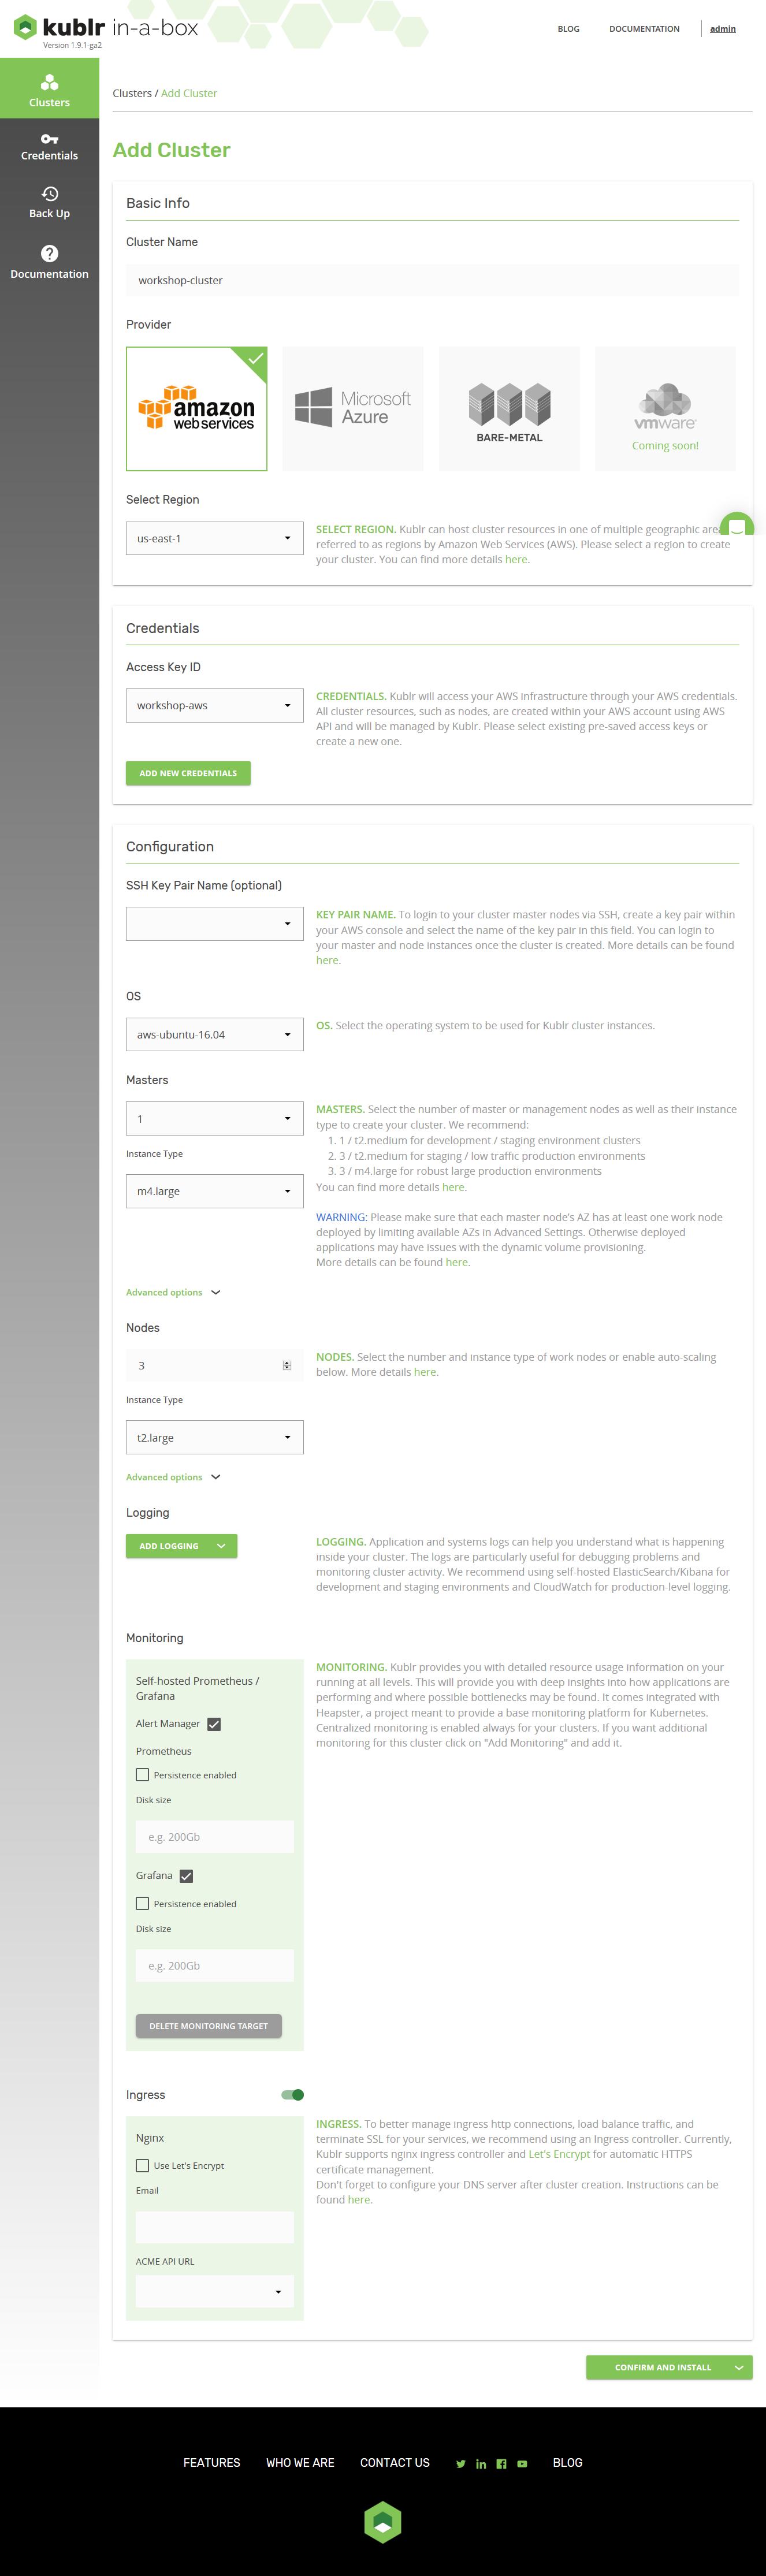 kublr in-a-box
Version 1.9.1-ga2
BLOG
DOCUMENTATION
admin
Clusters
Credentials
Back Up
Documentation
Clusters / Add Cluster
Add Cluster
Basic Info
Cluster Name
workshop-cluster
Provider
amazon
web services
Microsoft
Azure
BARE-METAL
vmware
Coming soon!
Select Region
us-east-1
SELECT REGION. Kublr can host cluster resources in one of multiple geographic
referred to as regions by Amazon Web Services (AWS). Please select a region to create
your cluster. You can find more details here.
Credentials
Access Key ID
workshop-aws
CREDENTIALS. Kublr will access your AWS infrastructure through your AWS credentials.
All cluster resources, such as nodes, are created within your AWS account using AWS
API and will be managed by Kublr. Please select existing pre-saved access keys or
create a new one.
ADD NEW CREDENTIALS
Configuration
SSH Key Pair Name (optional)
KEY PAIR NAME. To login to your cluster master nodes via SSH, create a key pair within
your AWS console and select the name of the key pair in this field. You can login to
your master and node instances once the cluster is created. More details can be found
here.
OS
aws-ubuntu-16.04
OS. Select the operating system to be used for Kublr cluster instances.
Masters
1
Instance Type
m4.large
MASTERS. Select the number of master or management nodes as well as their instance
type to create your cluster. We recommend:
1. 1 / t2.medium for development / staging environment clusters
2. 3 / t2.medium for staging / low traffic production environments
3. 3 / m4.large for robust large production environments
You can find more details here.
WARNING: Please make sure that each master node's AZ has at least one work node
deployed by limiting available AZs in Advanced Settings. Otherwise deployed
applications may have issues with the dynamic volume provisioning.
More details can be found here.
Advanced options
Nodes
3
NODES. Select the number and instance type of work nodes or enable auto-scaling
below. More details here.
Instance Type
t2.large
Advanced options
Logging
ADD LOGGING
LOGGING. Application and systems logs can help you understand what is happening
inside your cluster. The logs are particularly useful for debugging problems and
monitoring cluster activity. We recommend using self-hosted ElasticSearch/Kibana for
development and staging environments and CloudWatch for production-level logging.
Monitoring
Self-hosted Prometheus /
Grafana
Alert Manager
Prometheus
Persistence enabled
Disk size
e.g. 200Gb
Grafana
Persistence enabled
Disk size
e.g. 200Gb
DELETE MONITORING TARGET
MONITORING. Kublr provides you with detailed resource usage information on your
running at all levels. This will provide you with deep insights into how applications are
performing and where possible bottlenecks may be found. It comes integrated with
Heapster, a project meant to provide a base monitoring platform for Kubernetes.
Centralized monitoring is enabled always for your clusters. If you want additional
monitoring for this cluster click on "Add Monitoring" and add it.
Ingress
Nginx
Use Let's Encrypt
Email
ACME API URL
INGRESS. To better manage ingress http connections, load balance traffic, and
terminate SSL for your services, we recommend using an Ingress controller. Currently,
Kublr supports nginx ingress controller and Let's Encrypt for automatic HTTPS
certificate management.
Don't forget to configure your DNS server after cluster creation. Instructions can be
found here.
CONFIRM AND INSTALL
FEATURES
WHO WE ARE
CONTACT US
BLOG